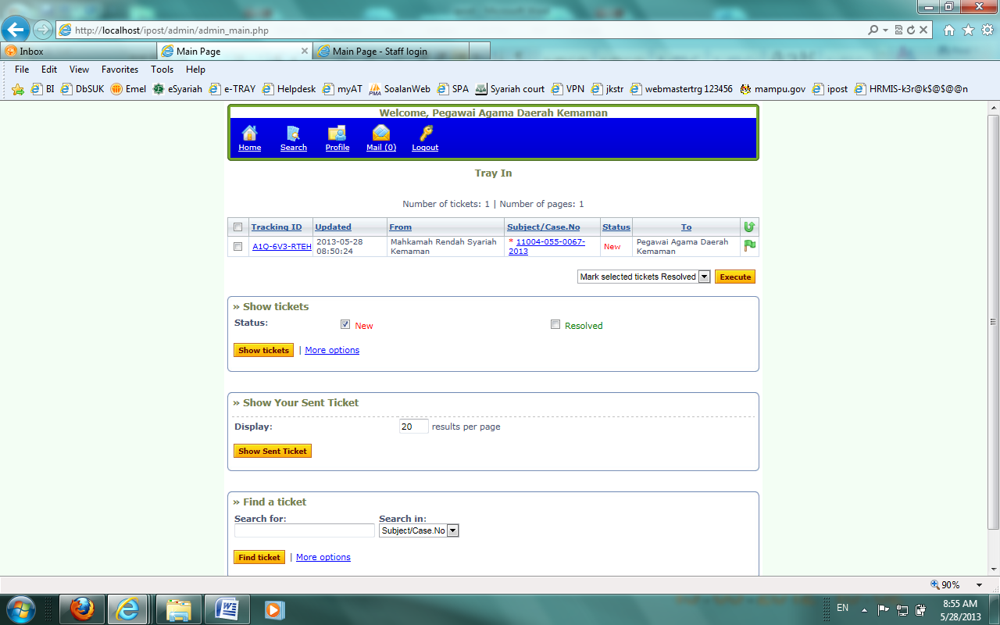 http://localhost/ipost/admin/admin_main.php
Inbox Main Page Main Page - Staff login
File Edit View Favorites Tools Help
BI DbSUK Emel eSyariah e-TRAY Helpdesk myAT SoalanWeb SPA Syariah court VPN jkstr webmastertrg 123456 mampu.gov ipost HRMIS-k3r@k$@$@@n
Welcome, Pegawai Agama Daerah Kemaman
Home Search Profile Mail (0) Logout
Tray In
Number of tickets: 1 | Number of pages: 1
Tracking ID Updated From Subject/Case.No Status To
A1Q-6V3-RTEH 2013-05-28 08:50:24 Mahkamah Rendah Syariah Kemaman * 11004-055-0067-2013 New Pegawai Agama Daerah Kemaman
Mark selected tickets Resolved Execute
» Show tickets
Status: New Resolved
Show tickets | More options
» Show Your Sent Ticket
Display: 20 results per page
Show Sent Ticket
» Find a ticket
Search for: Search in:
Subject/Case.No
Find ticket | More options
90%
EN 8:55 AM
5/28/2013